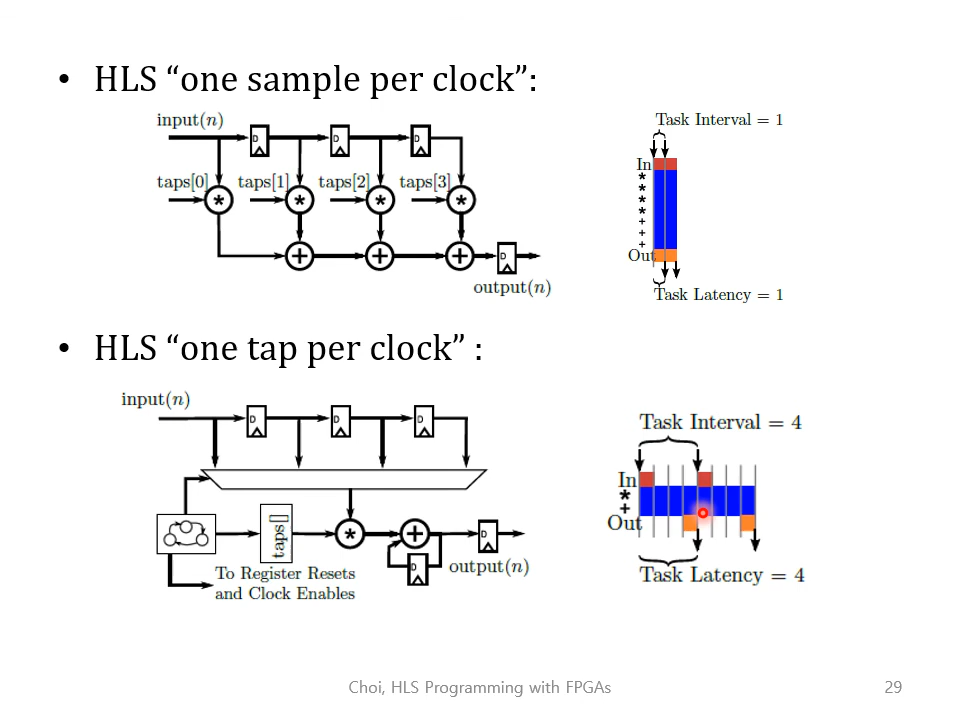 • HLS “one sample per clock”:
input(n)
D D D
taps[0] taps[1] taps[2] taps[3]
* * * *
+ + + D
output(n)
Task Interval = 1
In
*
*
*
*
+
+
+
Out
Task Latency = 1
• HLS “one tap per clock” :
input(n)
D D D
taps[]
* + D
D
output(n)
To Register Resets
and Clock Enables
Task Interval = 4
In
*
+
Out
Task Latency = 4
Choi, HLS Programming with FPGAs
29